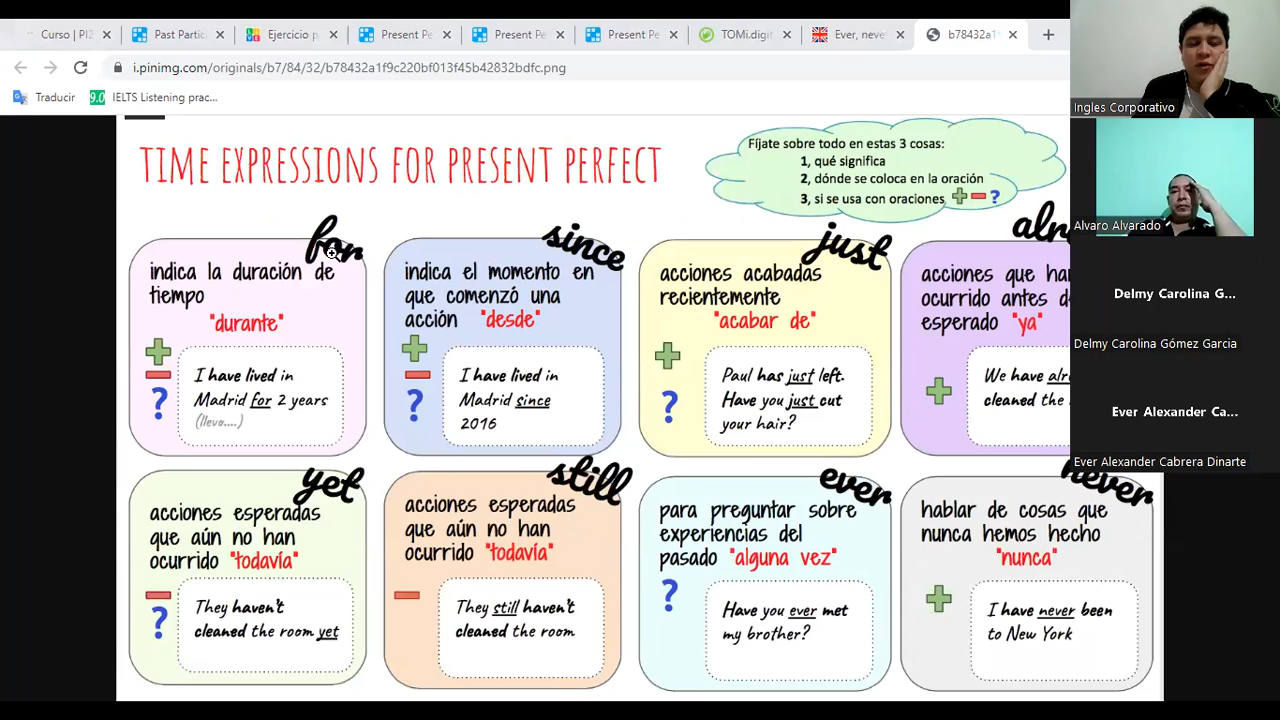 Curso | PI2
Past Partic
Ejercicio p
Present Pe
Present Pe
Present Pe
TOMi.digit
Ever, neve
b78432a1f
i.pinimg.com/originals/b7/84/32/b78432a1f9c220bf013f45b42832bdfc.png
Traducir
IELTS Listening prac...
TIME EXPRESSIONS FOR PRESENT PERFECT
Fíjate sobre todo en estas 3 cosas:
1, qué significa
2, dónde se coloca en la oración
3, si se usa con oraciones + - ?
for
indica la duración de
tiempo
"durante"
+
-
?
I have lived in
Madrid for 2 years
(llevo....)
since
indica el momento en
que comenzó una
acción "desde"
+
-
?
I have lived in
Madrid since
2016
just
acciones acabadas
recientemente
"acabar de"
+
?
Paul has just left.
Have you just cut
your hair?
alr
acciones que ha
ocurrido antes d
esperado "ya"
+
We have alr
cleaned the
yet
acciones esperadas
que aún no han
ocurrido "todavía"
-
?
They haven't
cleaned the room yet
still
acciones esperadas
que aún no han
ocurrido "todavía"
-
They still haven't
cleaned the room
ever
para preguntar sobre
experiencias del
pasado "alguna vez"
?
Have you ever met
my brother?
never
hablar de cosas que
nunca hemos hecho
"nunca"
+
I have never been
to New York
Ingles Corporativo
Alvaro Alvarado
Delmy Carolina G...
Delmy Carolina Gómez Garcia
Ever Alexander Ca...
Ever Alexander Cabrera Dinarte